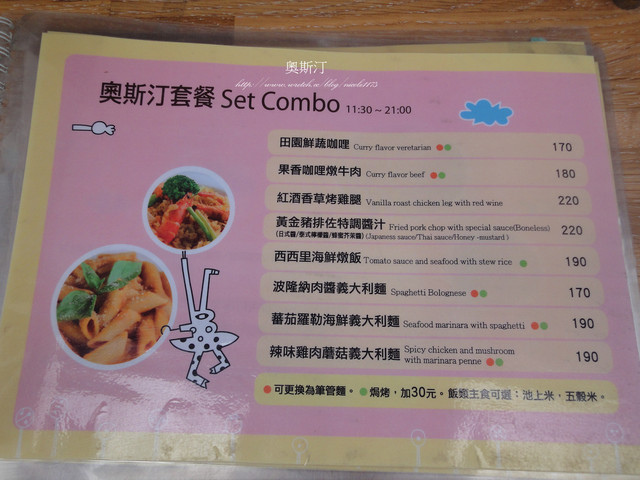 奧斯汀
奧斯汀套餐 Set Combo 11:30 ~ 21:00
田園鮮蔬咖哩 Curry flavor veretarian 170
果香咖哩燉牛肉 Curry flavor beef 180
紅酒香草烤雞腿 Vanilla roast chicken leg with red wine 220
黃金豬排佐特調醬汁 Fried pork chop with special sauce(Boneless) 220
(日式醬/泰式檸檬醬/蜂蜜芥茉醬) (Japaness sauce/Thai sauce/Honey -mustard)
西西里海鮮燉飯 Tomato sauce and seafood with stew rice 190
波隆納肉醬義大利麵 Spaghetti Bolognese 170
蕃茄羅勒海鮮義大利麵 Seafood marinara with spaghetti 190
辣味雞肉蘑菇義大利麵 Spicy chicken and mushroom
with marinara penne 190
可更換為筆管麵。 焗烤，加30元。 飯類主食可選：池上米，五穀米。